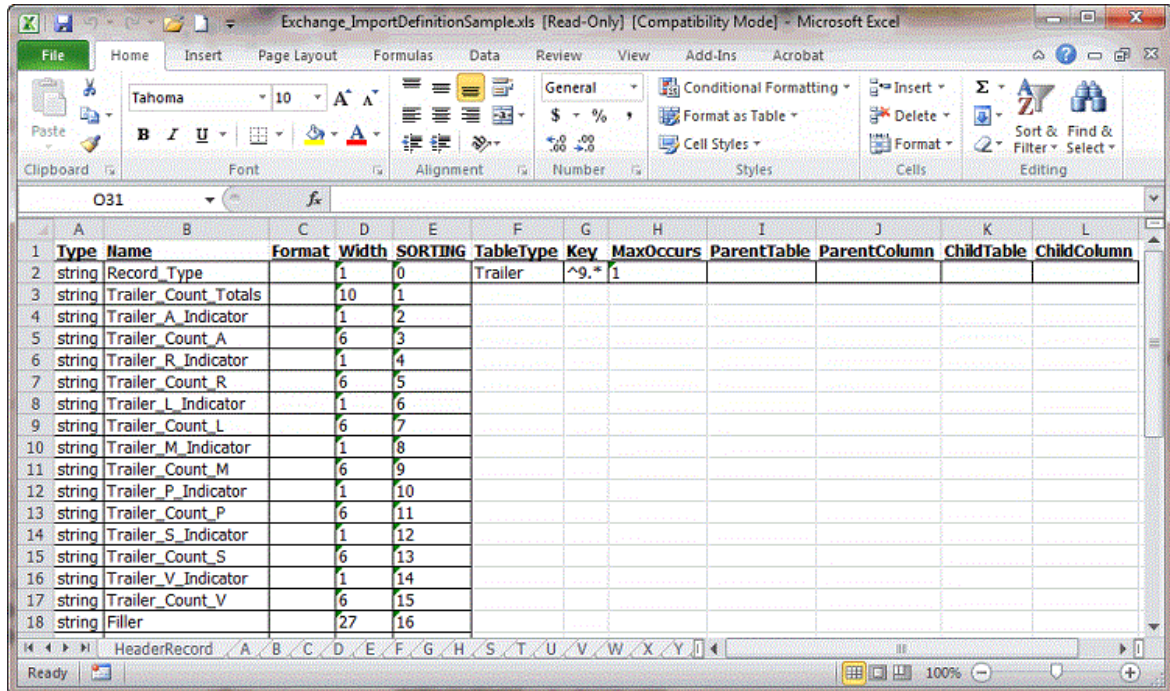 Exchange_ImportDefinitionSample.xls [Read-Only] [Compatibility Mode] - Microsoft Excel
File Home Insert Page Layout Formulas Data Review View Add-Ins Acrobat
Paste
Tahoma 10 A A
B I U A
General
$ % ,
.0 .00 .00 .0
Conditional Formatting
Format as Table
Cell Styles
Insert
Delete
Format
Σ
Sort & Filter
Find & Select
Clipboard Font Alignment Number Styles Cells Editing
O31 fx
A B C D E F G H I J K L
1 Type Name Format Width SORTING TableType Key MaxOccurs ParentTable ParentColumn ChildTable ChildColumn
2 string Record_Type 1 0 Trailer ^9.* 1
3 string Trailer_Count_Totals 10 1
4 string Trailer_A_Indicator 1 2
5 string Trailer_Count_A 6 3
6 string Trailer_R_Indicator 1 4
7 string Trailer_Count_R 6 5
8 string Trailer_L_Indicator 1 6
9 string Trailer_Count_L 6 7
10 string Trailer_M_Indicator 1 8
11 string Trailer_Count_M 6 9
12 string Trailer_P_Indicator 1 10
13 string Trailer_Count_P 6 11
14 string Trailer_S_Indicator 1 12
15 string Trailer_Count_S 6 13
16 string Trailer_V_Indicator 1 14
17 string Trailer_Count_V 6 15
18 string Filler 27 16
HeaderRecord A B C D E F G H S T U V W X Y
Ready 100%